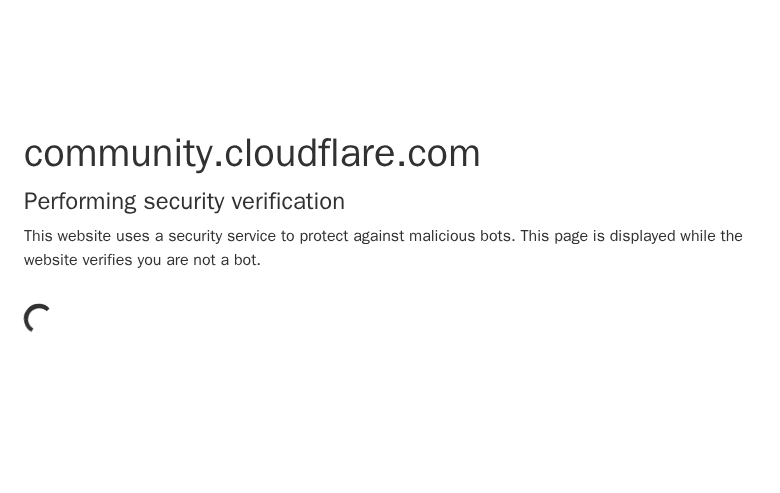 community.cloudflare.com
Performing security verification
This website uses a security service to protect against malicious bots. This page is displayed while the
website verifies you are not a bot.